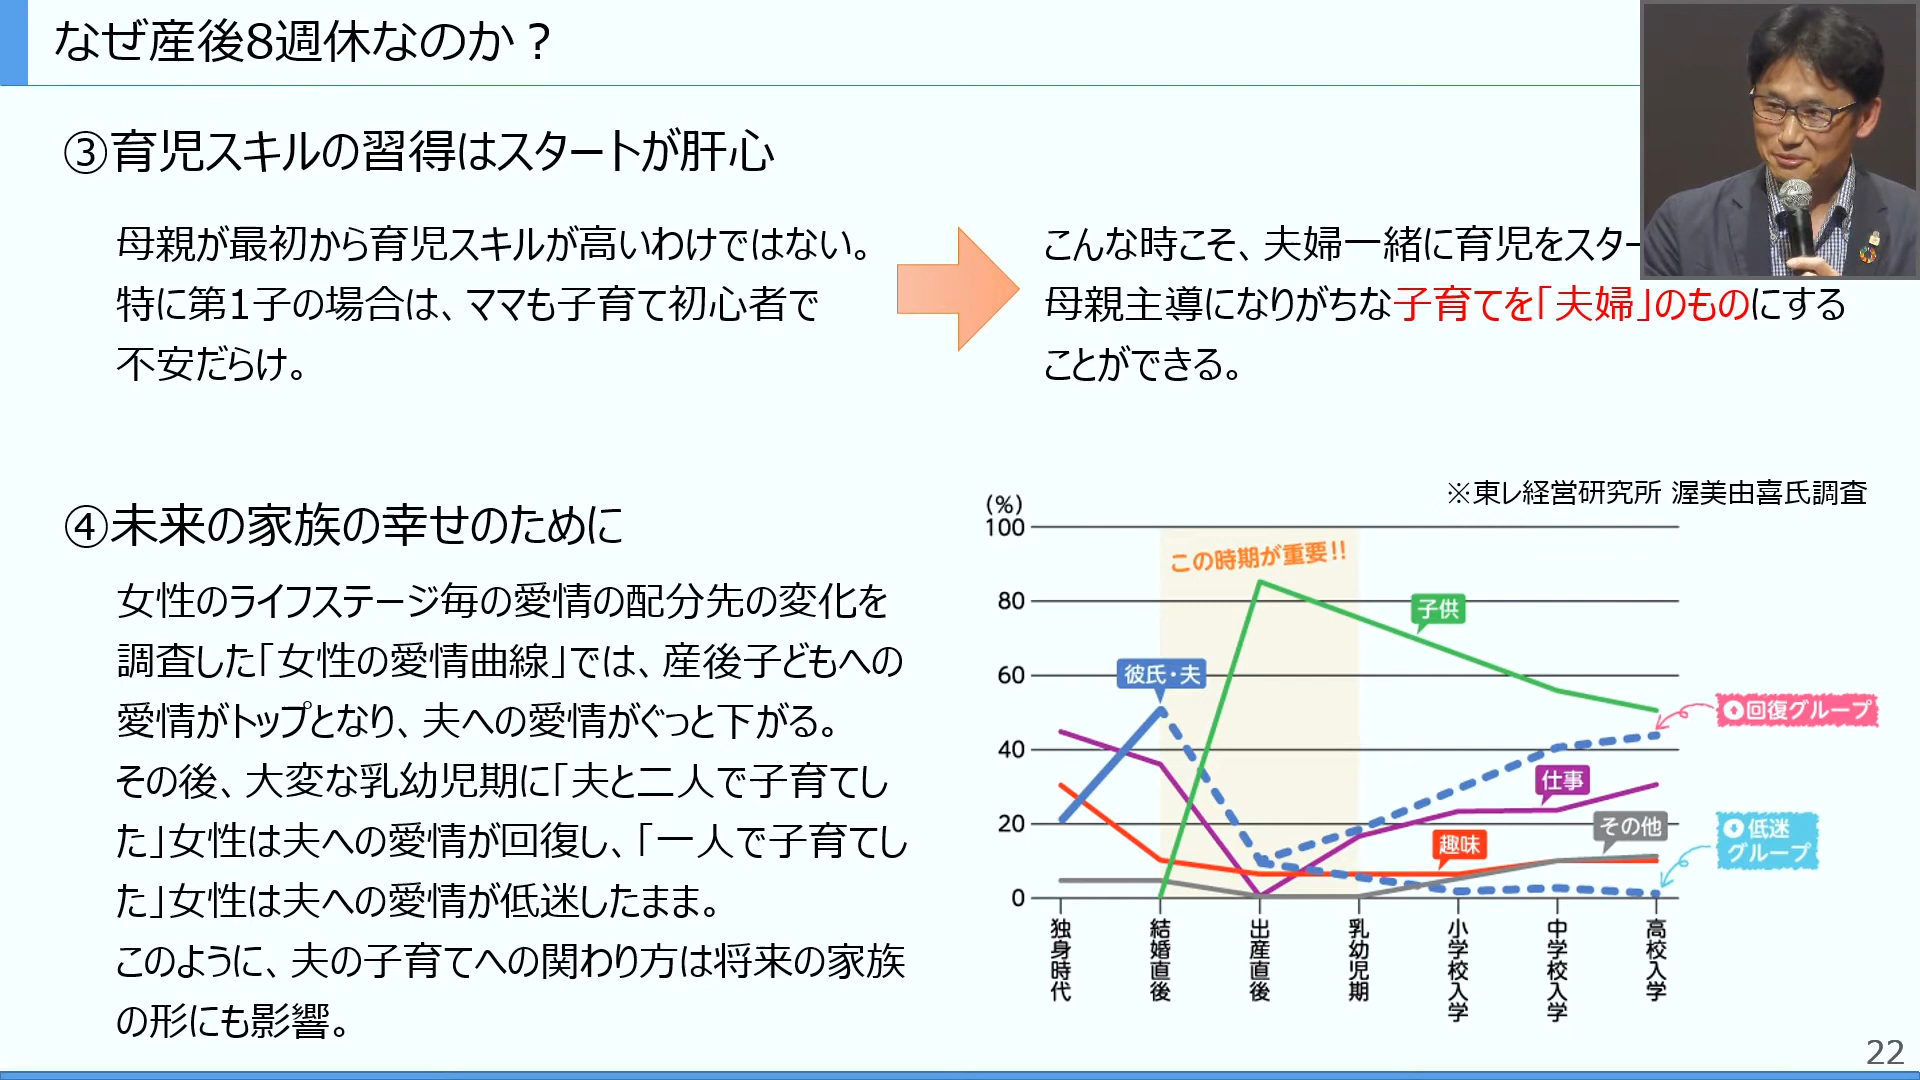 なぜ産後8週休なのか？
③育児スキルの習得はスタートが肝心
母親が最初から育児スキルが高いわけではない。
特に第1子の場合は、ママも子育て初心者で
不安だらけ。
こんな時こそ、夫婦一緒に育児をスター
母親主導になりがちな子育てを「夫婦」のものにする
ことができる。
④未来の家族の幸せのために
女性のライフステージ毎の愛情の配分先の変化を
調査した「女性の愛情曲線」では、産後子どもへの
愛情がトップとなり、夫への愛情がぐっと下がる。
その後、大変な乳幼児期に「夫と二人で子育てし
た」女性は夫への愛情が回復し、「一人で子育てし
た」女性は夫への愛情が低迷したまま。
このように、夫の子育てへの関わり方は将来の家族
の形にも影響。
※東レ経営研究所 渥美由喜氏調査
(%)
100
80
60
40
20
0
この時期が重要!!
子供
彼氏・夫
回復グループ
仕事
その他
趣味
低迷
グループ
独身時代
結婚直後
出産直後
乳幼児期
小学校入学
中学校入学
高校入学
22